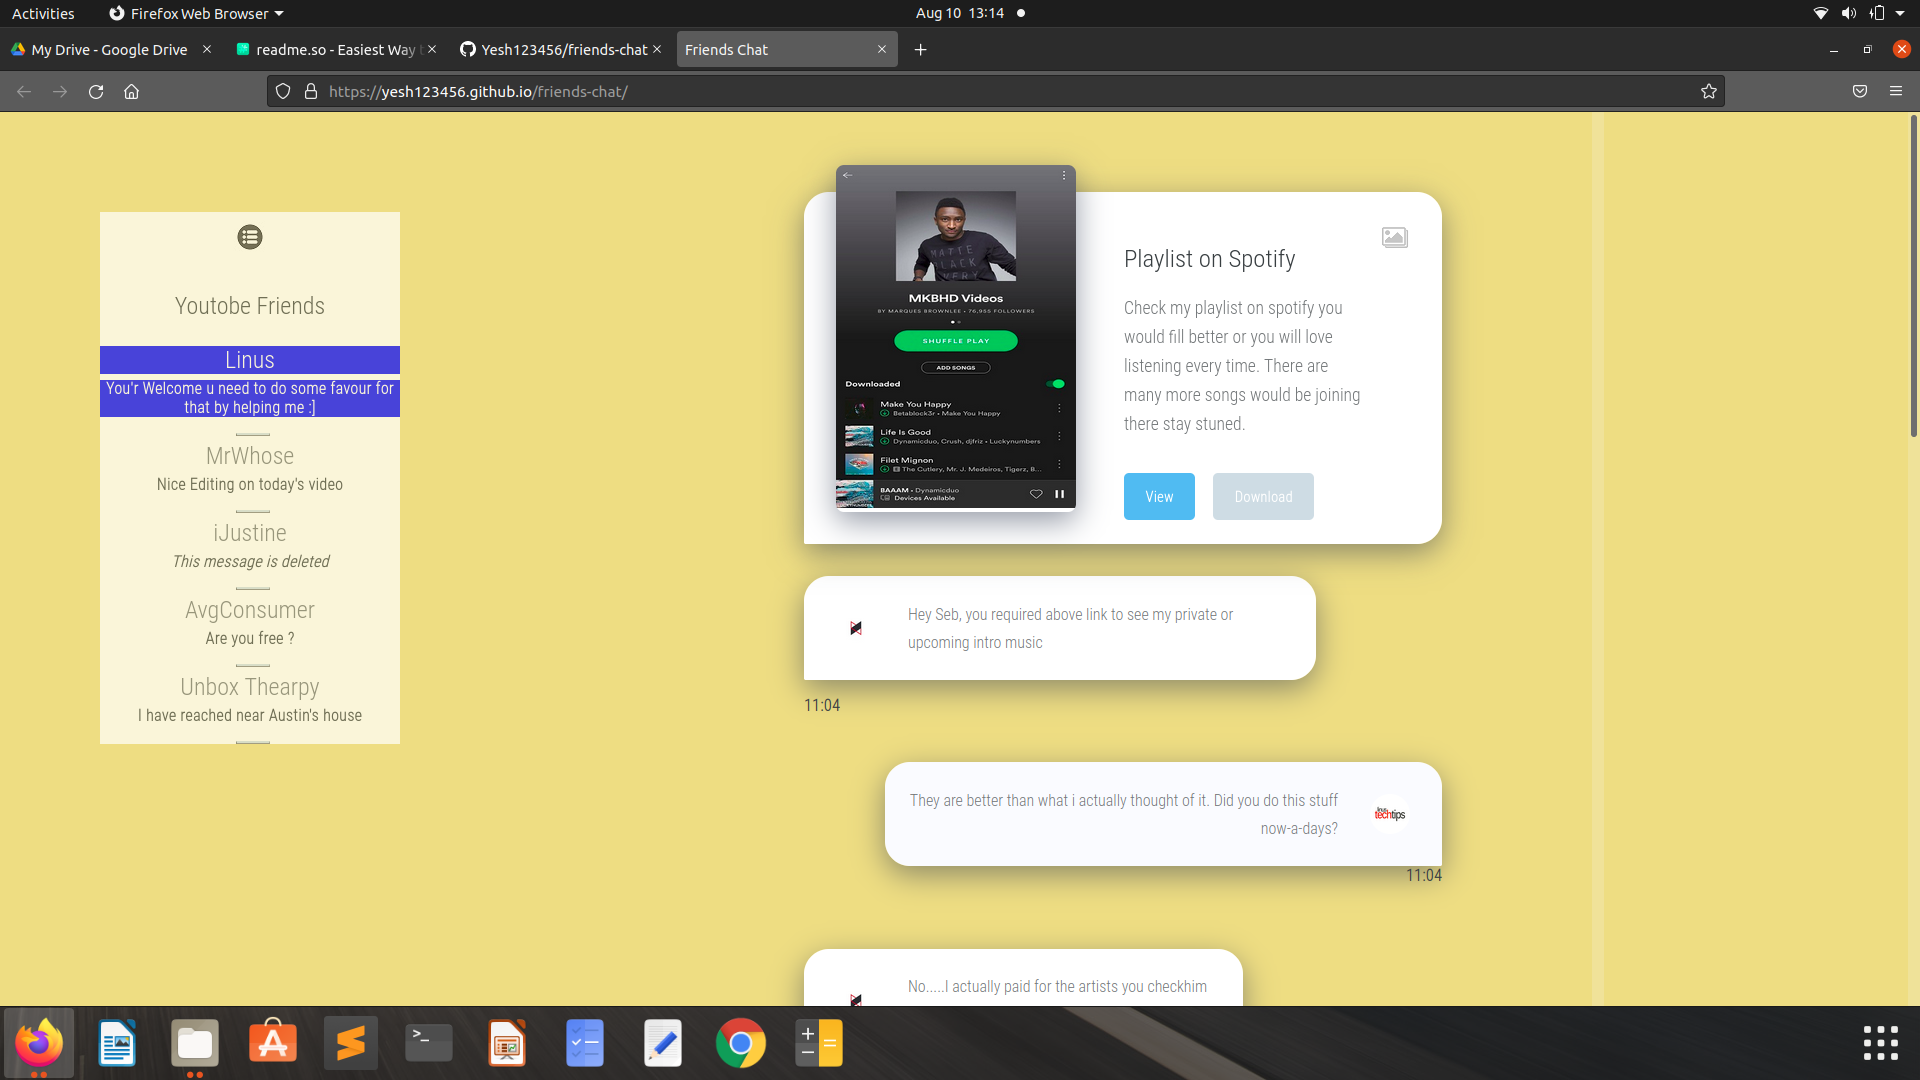 Activities
Firefox Web Browser
Aug 10 13:14
My Drive - Google Drive
readme.so - Easiest Way t
Yesh123456/friends-chat
Friends Chat
https://yesh123456.github.io/friends-chat/
Youtobe Friends
Linus
You'r Welcome u need to do some favour for
that by helping me :]
MrWhose
Nice Editing on today's video
iJustine
This message is deleted
AvgConsumer
Are you free ?
Unbox Thearpy
I have reached near Austin's house
MATTE
BLACK
EVERY
MKBHD Videos
BY MARQUES BROWNLEE • 76,955 FOLLOWERS
SHUFFLE PLAY
ADD SONGS
Downloaded
Make You Happy
Betablock3r • Make You Happy
Life Is Good
Dynamicduo, Crush, djfriz • Luckynumbers
Filet Mignon
The Cutlery, Mr. J. Medeiros, Tigerz, B...
BAAAM • Dynamicduo
Devices Available
Playlist on Spotify
Check my playlist on spotify you
would fill better or you will love
listening every time. There are
many more songs would be joining
there stay stuned.
View
Download
Hey Seb, you required above link to see my private or
upcoming intro music
11:04
They are better than what i actually thought of it. Did you do this stuff
now-a-days?
linus
techtips
11:04
No.....I actually paid for the artists you checkhim